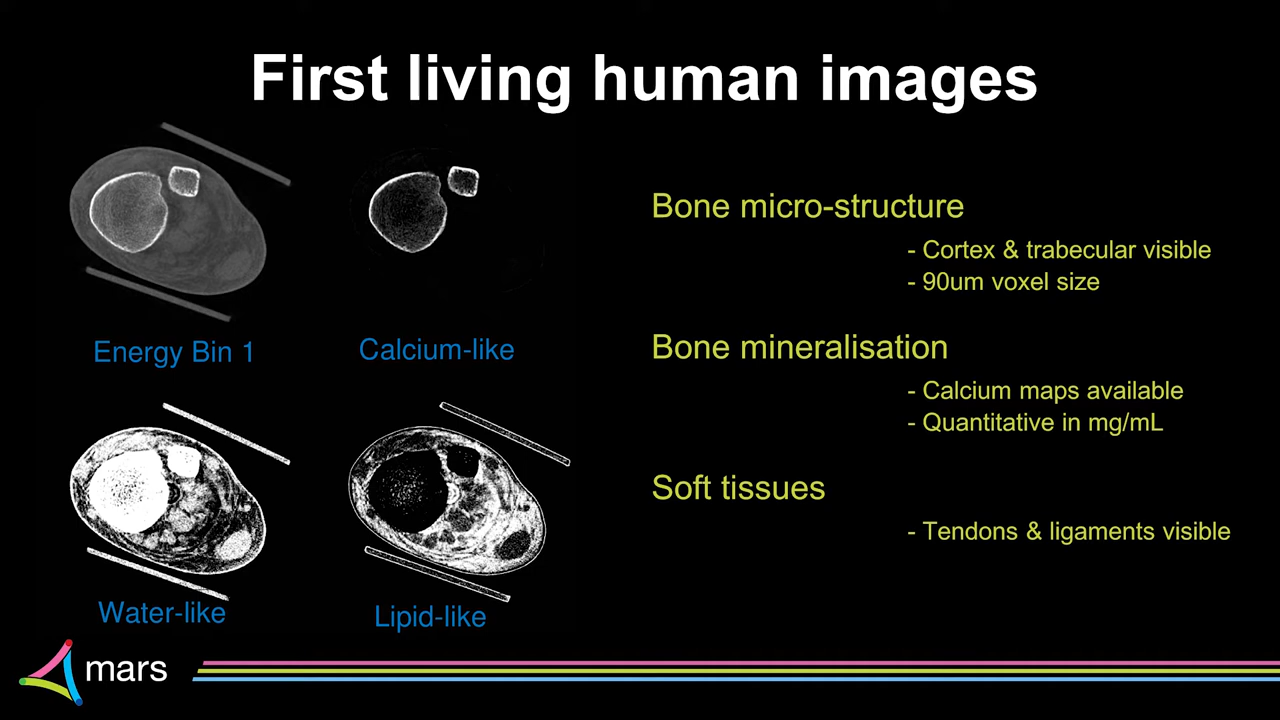 First living human images
Energy Bin 1
Calcium-like
Water-like
Lipid-like
Bone micro-structure
- Cortex & trabecular visible
- 90um voxel size
Bone mineralisation
- Calcium maps available
- Quantitative in mg/mL
Soft tissues
- Tendons & ligaments visible
mars